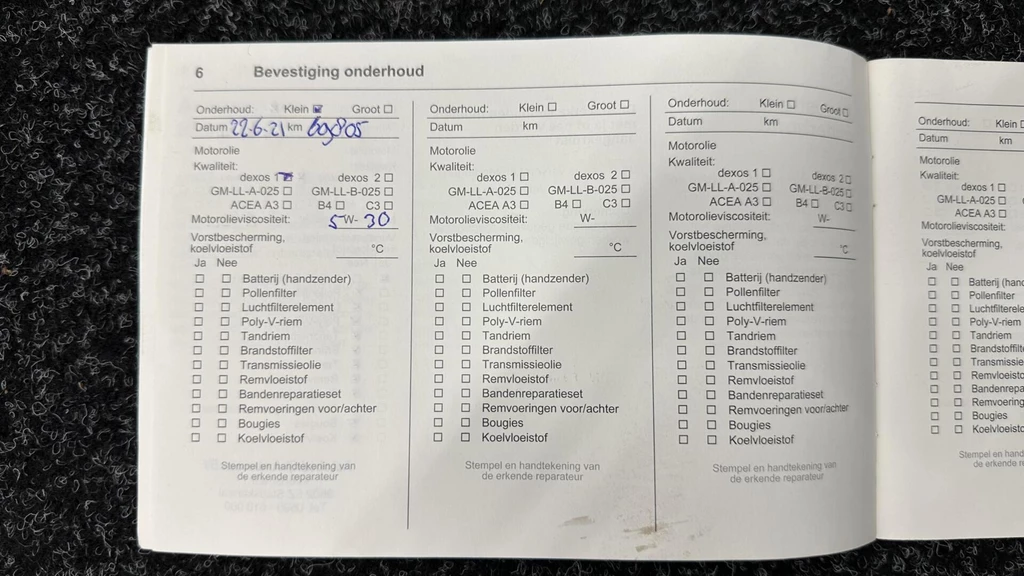 6 Bevestiging onderhoud
Onderhoud: Klein Groot
Datum 22-6-21 km
Motorolie
Kwaliteit:
dexos 1 dexos 2
GM-LL-A-025 GM-LL-B-025
ACEA A3 B4 C3
Motorolieviscositeit: 5W-30
Vorstbescherming,
koelvloeistof °C
Ja Nee
Batterij (handzender)
Pollenfilter
Luchtfilterelement
Poly-V-riem
Tandriem
Brandstoffilter
Transmissieolie
Remvloeistof
Bandenreparatieset
Remvoeringen voor/achter
Bougies
Koelvloeistof
Stempel en handtekening van
de erkende reparateur
Onderhoud: Klein Groot
Datum km
Motorolie
Kwaliteit:
dexos 1 dexos 2
GM-LL-A-025 GM-LL-B-025
ACEA A3 B4 C3
Motorolieviscositeit: W-
Vorstbescherming,
koelvloeistof °C
Ja Nee
Batterij (handzender)
Pollenfilter
Luchtfilterelement
Poly-V-riem
Tandriem
Brandstoffilter
Transmissieolie
Remvloeistof
Bandenreparatieset
Remvoeringen voor/achter
Bougies
Koelvloeistof
Stempel en handtekening van
de erkende reparateur
Onderhoud: Klein Groot
Datum km
Motorolie
Kwaliteit:
dexos 1 dexos 2
GM-LL-A-025 GM-LL-B-025
ACEA A3 B4 C3
Motorolieviscositeit: W-
Vorstbescherming,
koelvloeistof °C
Ja Nee
Batterij (handzender)
Pollenfilter
Luchtfilterelement
Poly-V-riem
Tandriem
Brandstoffilter
Transmissieolie
Remvloeistof
Bandenreparatieset
Remvoeringen voor/achter
Bougies
Koelvloeistof
Stempel en handtekening van
de erkende reparateur
Onderhoud: Klein
Datum km
Motorolie
Kwaliteit:
dexos 1
GM-LL-A-025
ACEA A3
Motorolieviscositeit:
Vorstbescherming,
koelvloeistof
Ja Nee
Batterij (han
Pollenfilter
Luchtfiltere
Poly-V-riem
Tandriem
Brandstoff
Transmissie
Remvloeisto
Bandenrepa
Remvoering
Bougies
Koelvloeisto
Stempel en h
de erkende r